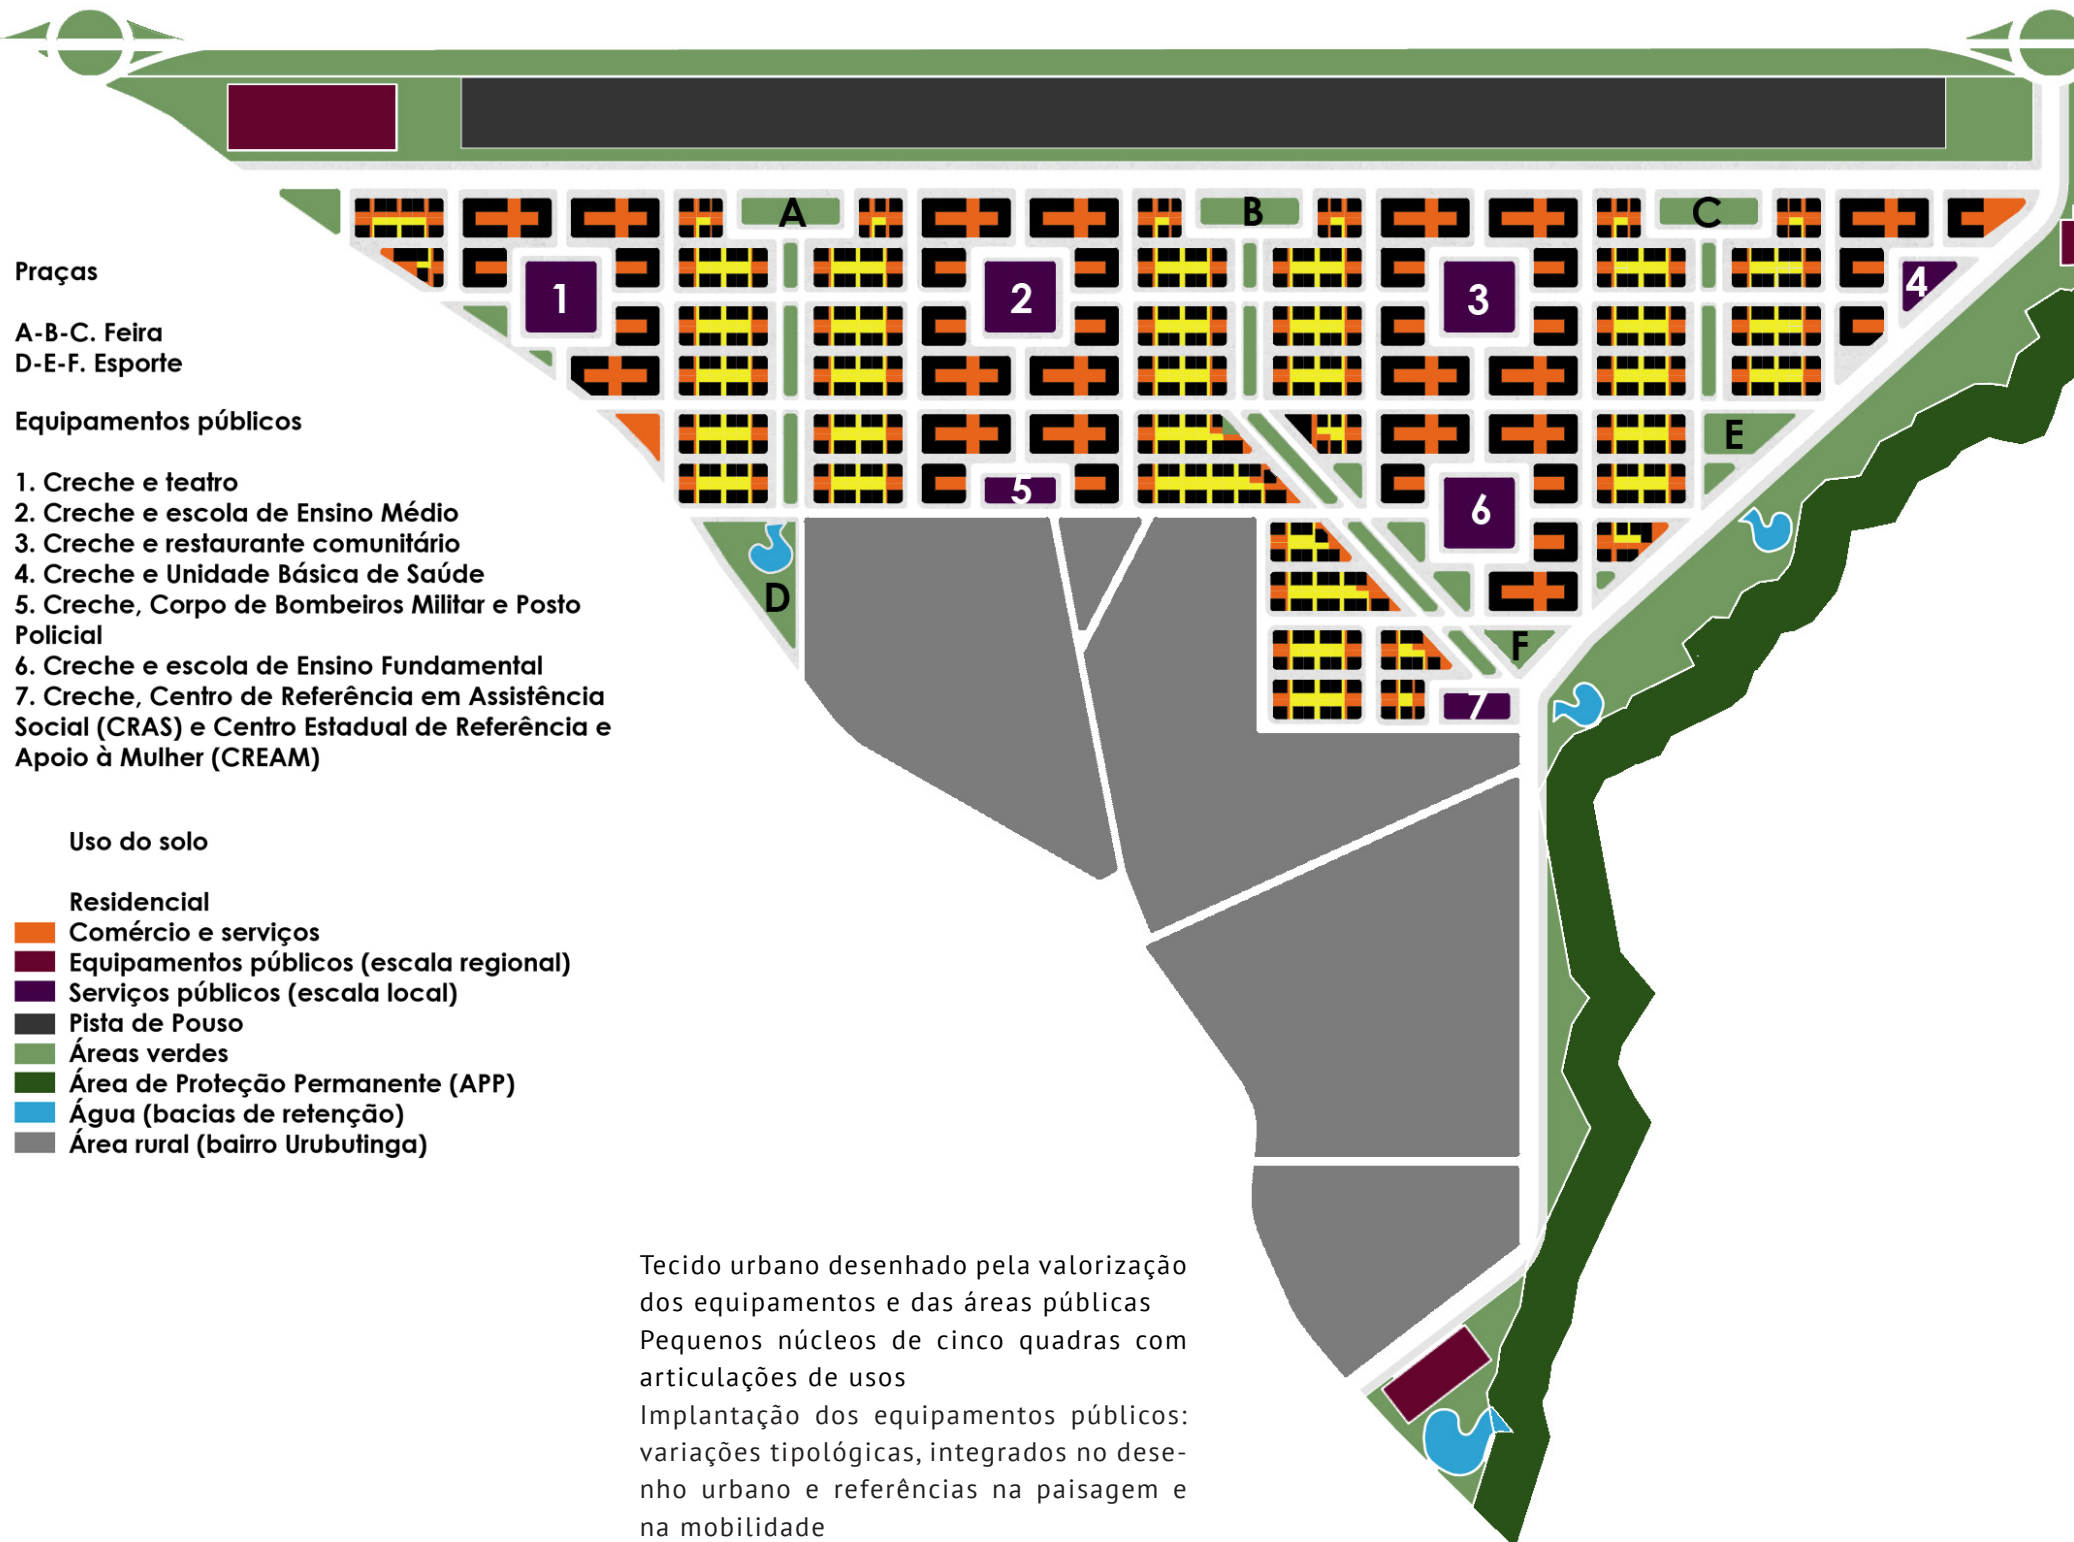 A
B
C
Praças
A-B-C. Feira
D-E-F. Esporte
Equipamentos públicos
1. Creche e teatro
2. Creche e escola de Ensino Médio
3. Creche e restaurante comunitário
4. Creche e Unidade Básica de Saúde
5. Creche, Corpo de Bombeiros Militar e Posto
Policial
6. Creche e escola de Ensino Fundamental
7. Creche, Centro de Referência em Assistência
Social (CRAS) e Centro Estadual de Referência e
Apoio à Mulher (CREAM)
1
2
3
4
E
5
6
D
F
7
Uso do solo
Residencial
Comércio e serviços
Equipamentos públicos (escala regional)
Serviços públicos (escala local)
Pista de Pouso
Áreas verdes
Área de Proteção Permanente (APP)
Água (bacias de retenção)
Área rural (bairro Urubutinga)
Tecido urbano desenhado pela valorização
dos equipamentos e das áreas públicas
Pequenos núcleos de cinco quadras com
articulações de usos
Implantação dos equipamentos públicos:
variações tipológicas, integrados no dese-
nho urbano e referências na paisagem e
na mobilidade